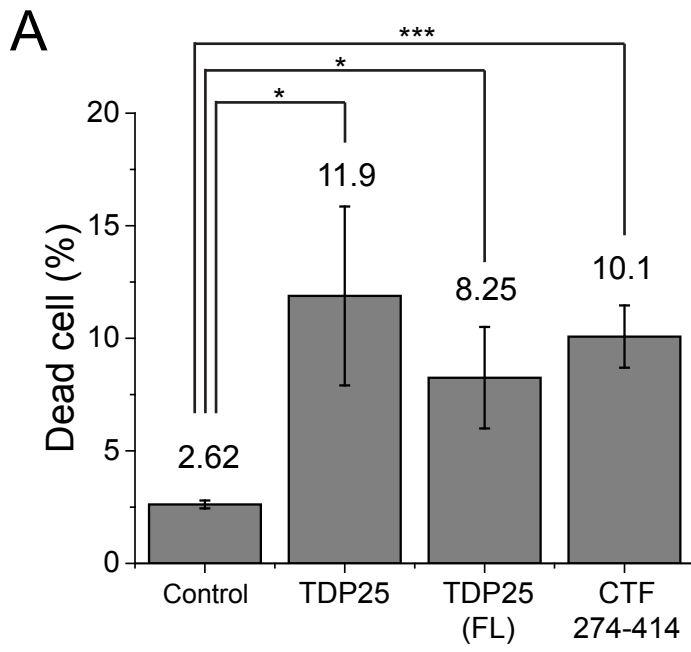 A
***
*
*
20
15
10
5
0
Dead cell (%)
2.62
11.9
8.25
10.1
Control
TDP25
TDP25
(FL)
CTF
274-414